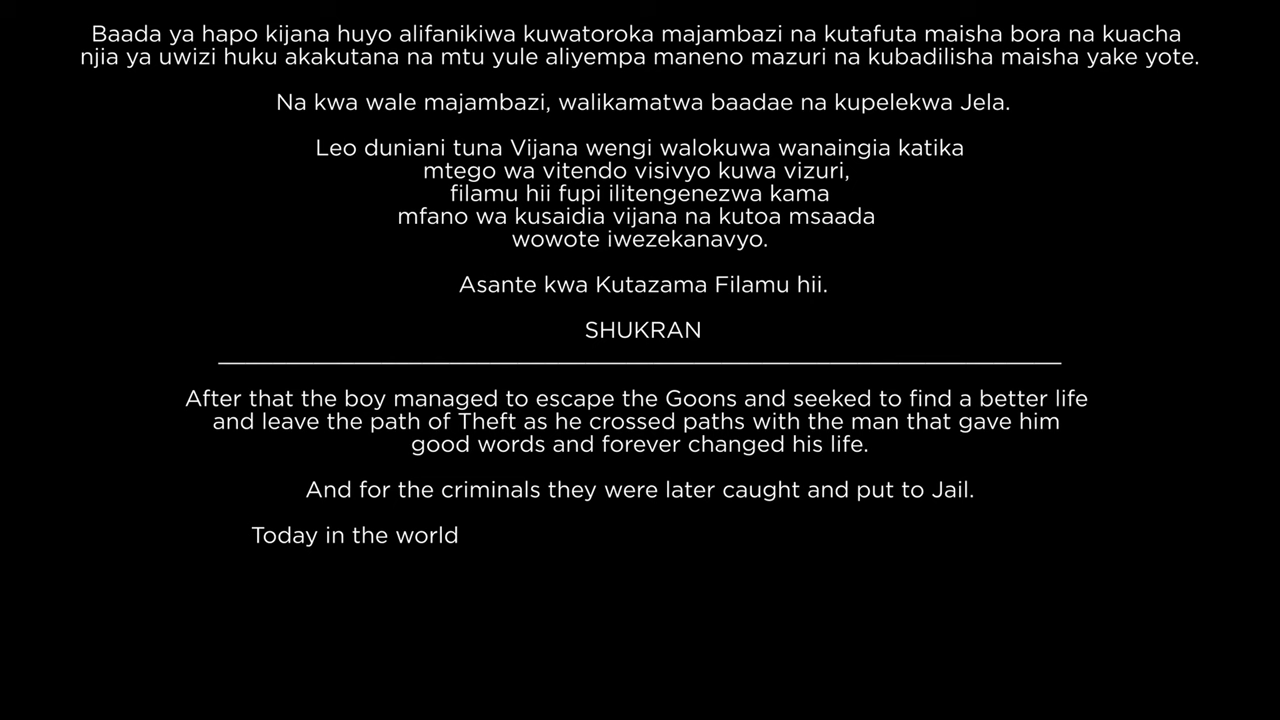 Baada ya hapo kijana huyo alifanikiwa kuwatoroka majambazi na kutafuta maisha bora na kuacha
njia ya uwizi huku akakutana na mtu yule aliyempa maneno mazuri na kubadilisha maisha yake yote.
Na kwa wale majambazi, walikamatwa baadae na kupelekwa Jela.
Leo duniani tuna Vijana wengi walokuwa wanaingia katika
mtego wa vitendo visivyo kuwa vizuri,
filamu hii fupi ilitengenezwa kama
mfano wa kusaidia vijana na kutoa msaada
wowote iwezekanavyo.
Asante kwa Kutazama Filamu hii.
SHUKRAN
After that the boy managed to escape the Goons and seeked to find a better life
and leave the path of Theft as he crossed paths with the man that gave him
good words and forever changed his life.
And for the criminals they were later caught and put to Jail.
Today in the world